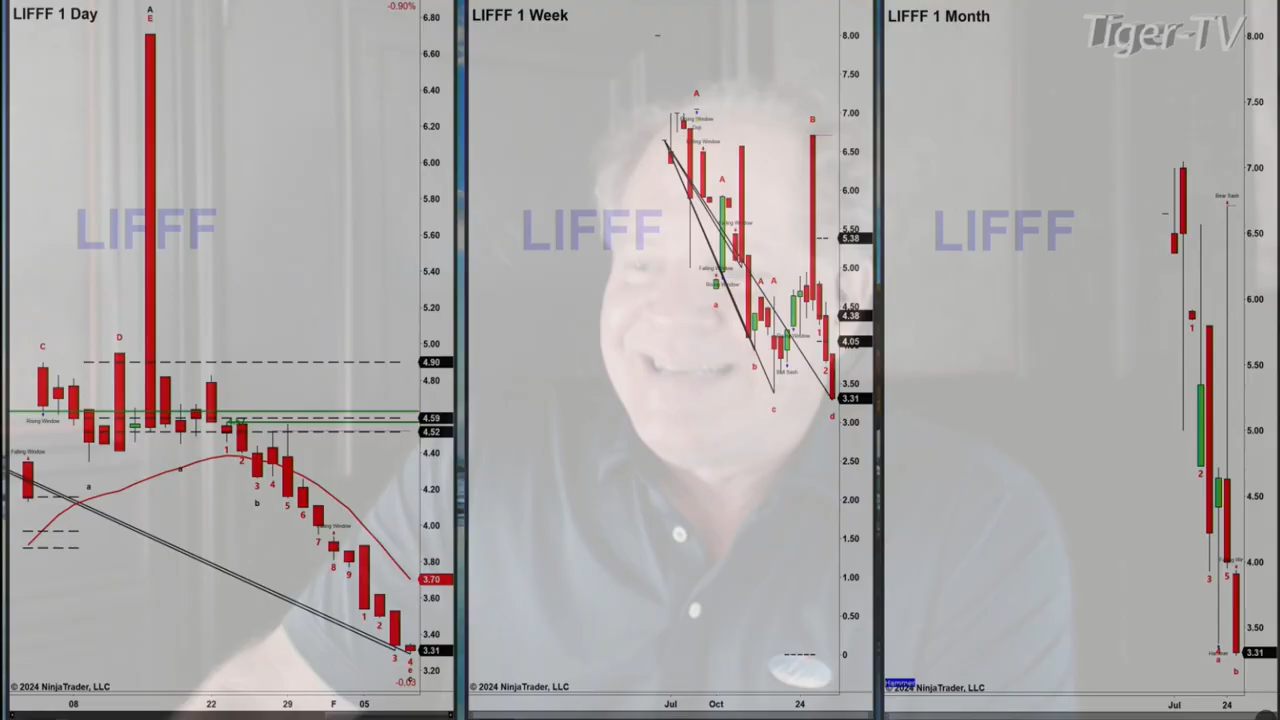 LIFFF 1 Day
-0.90%
LIFFF
A
E
C
D
Rising Window
Falling Window
a
a
1
2
3
b
4
5
6
7
8
9
1
2
3
4
e
-0.03
6.80
6.60
6.40
6.20
6.00
5.80
5.60
5.40
5.20
5.00
4.90
4.80
4.59
4.52
4.40
4.20
4.00
3.80
3.70
3.60
3.40
3.31
3.20
© 2024 NinjaTrader, LLC
08
22
29
F
05
LIFFF 1 Week
LIFFF
A
A
A
A
B
a
b
c
d
1
2
Falling Window
Rising Window
Bull Sash
8.00
7.50
7.00
6.50
6.00
5.50
5.38
5.00
4.50
4.38
4.05
3.50
3.31
3.00
2.50
2.00
1.50
1.00
0.50
0
© 2024 NinjaTrader, LLC
Jul
Oct
24
LIFFF 1 Month
Tiger-TV
LIFFF
Bear Sash
1
2
3
5
a
b
8.00
7.50
7.00
6.50
6.00
5.50
5.00
4.50
4.00
3.50
3.31
Hammer
© 2024 NinjaTrader, LLC
Jul
24